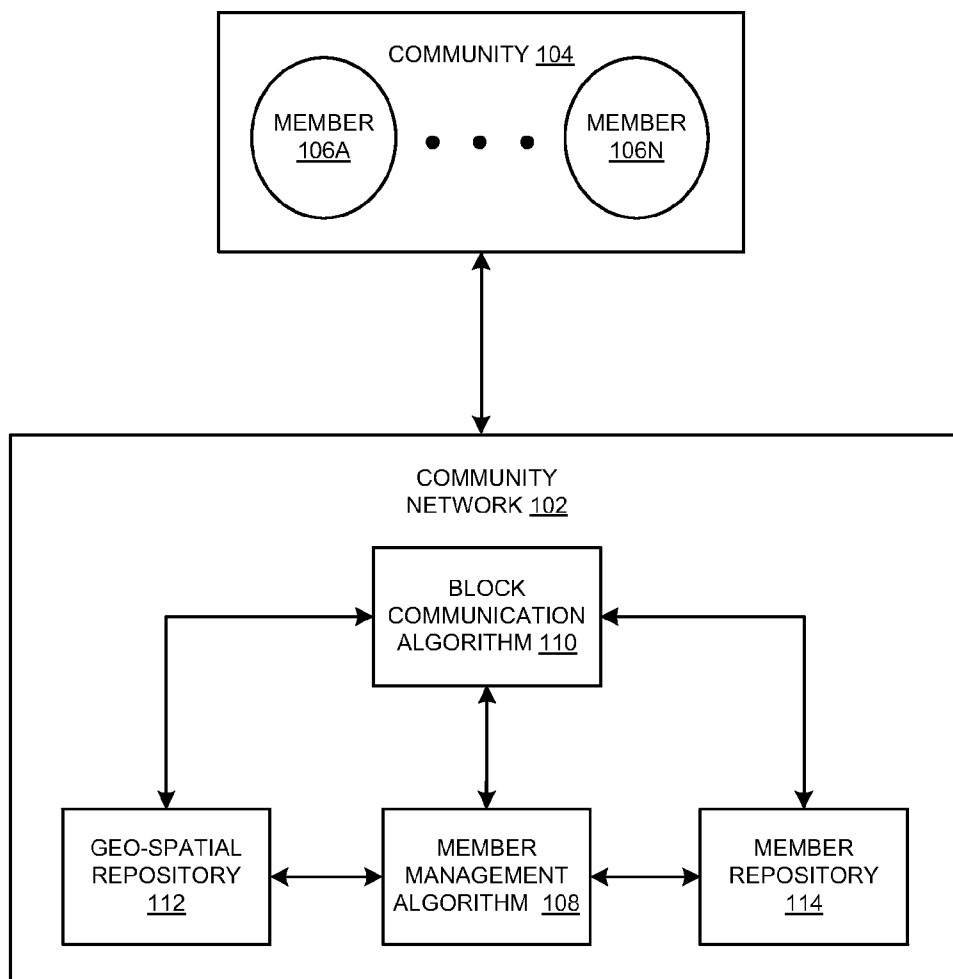 COMMUNITY 104
MEMBER
106A
MEMBER
106N
COMMUNITY
NETWORK 102
BLOCK
COMMUNICATION
ALGORITHM 110
GEO-SPATIAL
REPOSITORY
112
MEMBER
MANAGEMENT
ALGORITHM 108
MEMBER
REPOSITORY
114